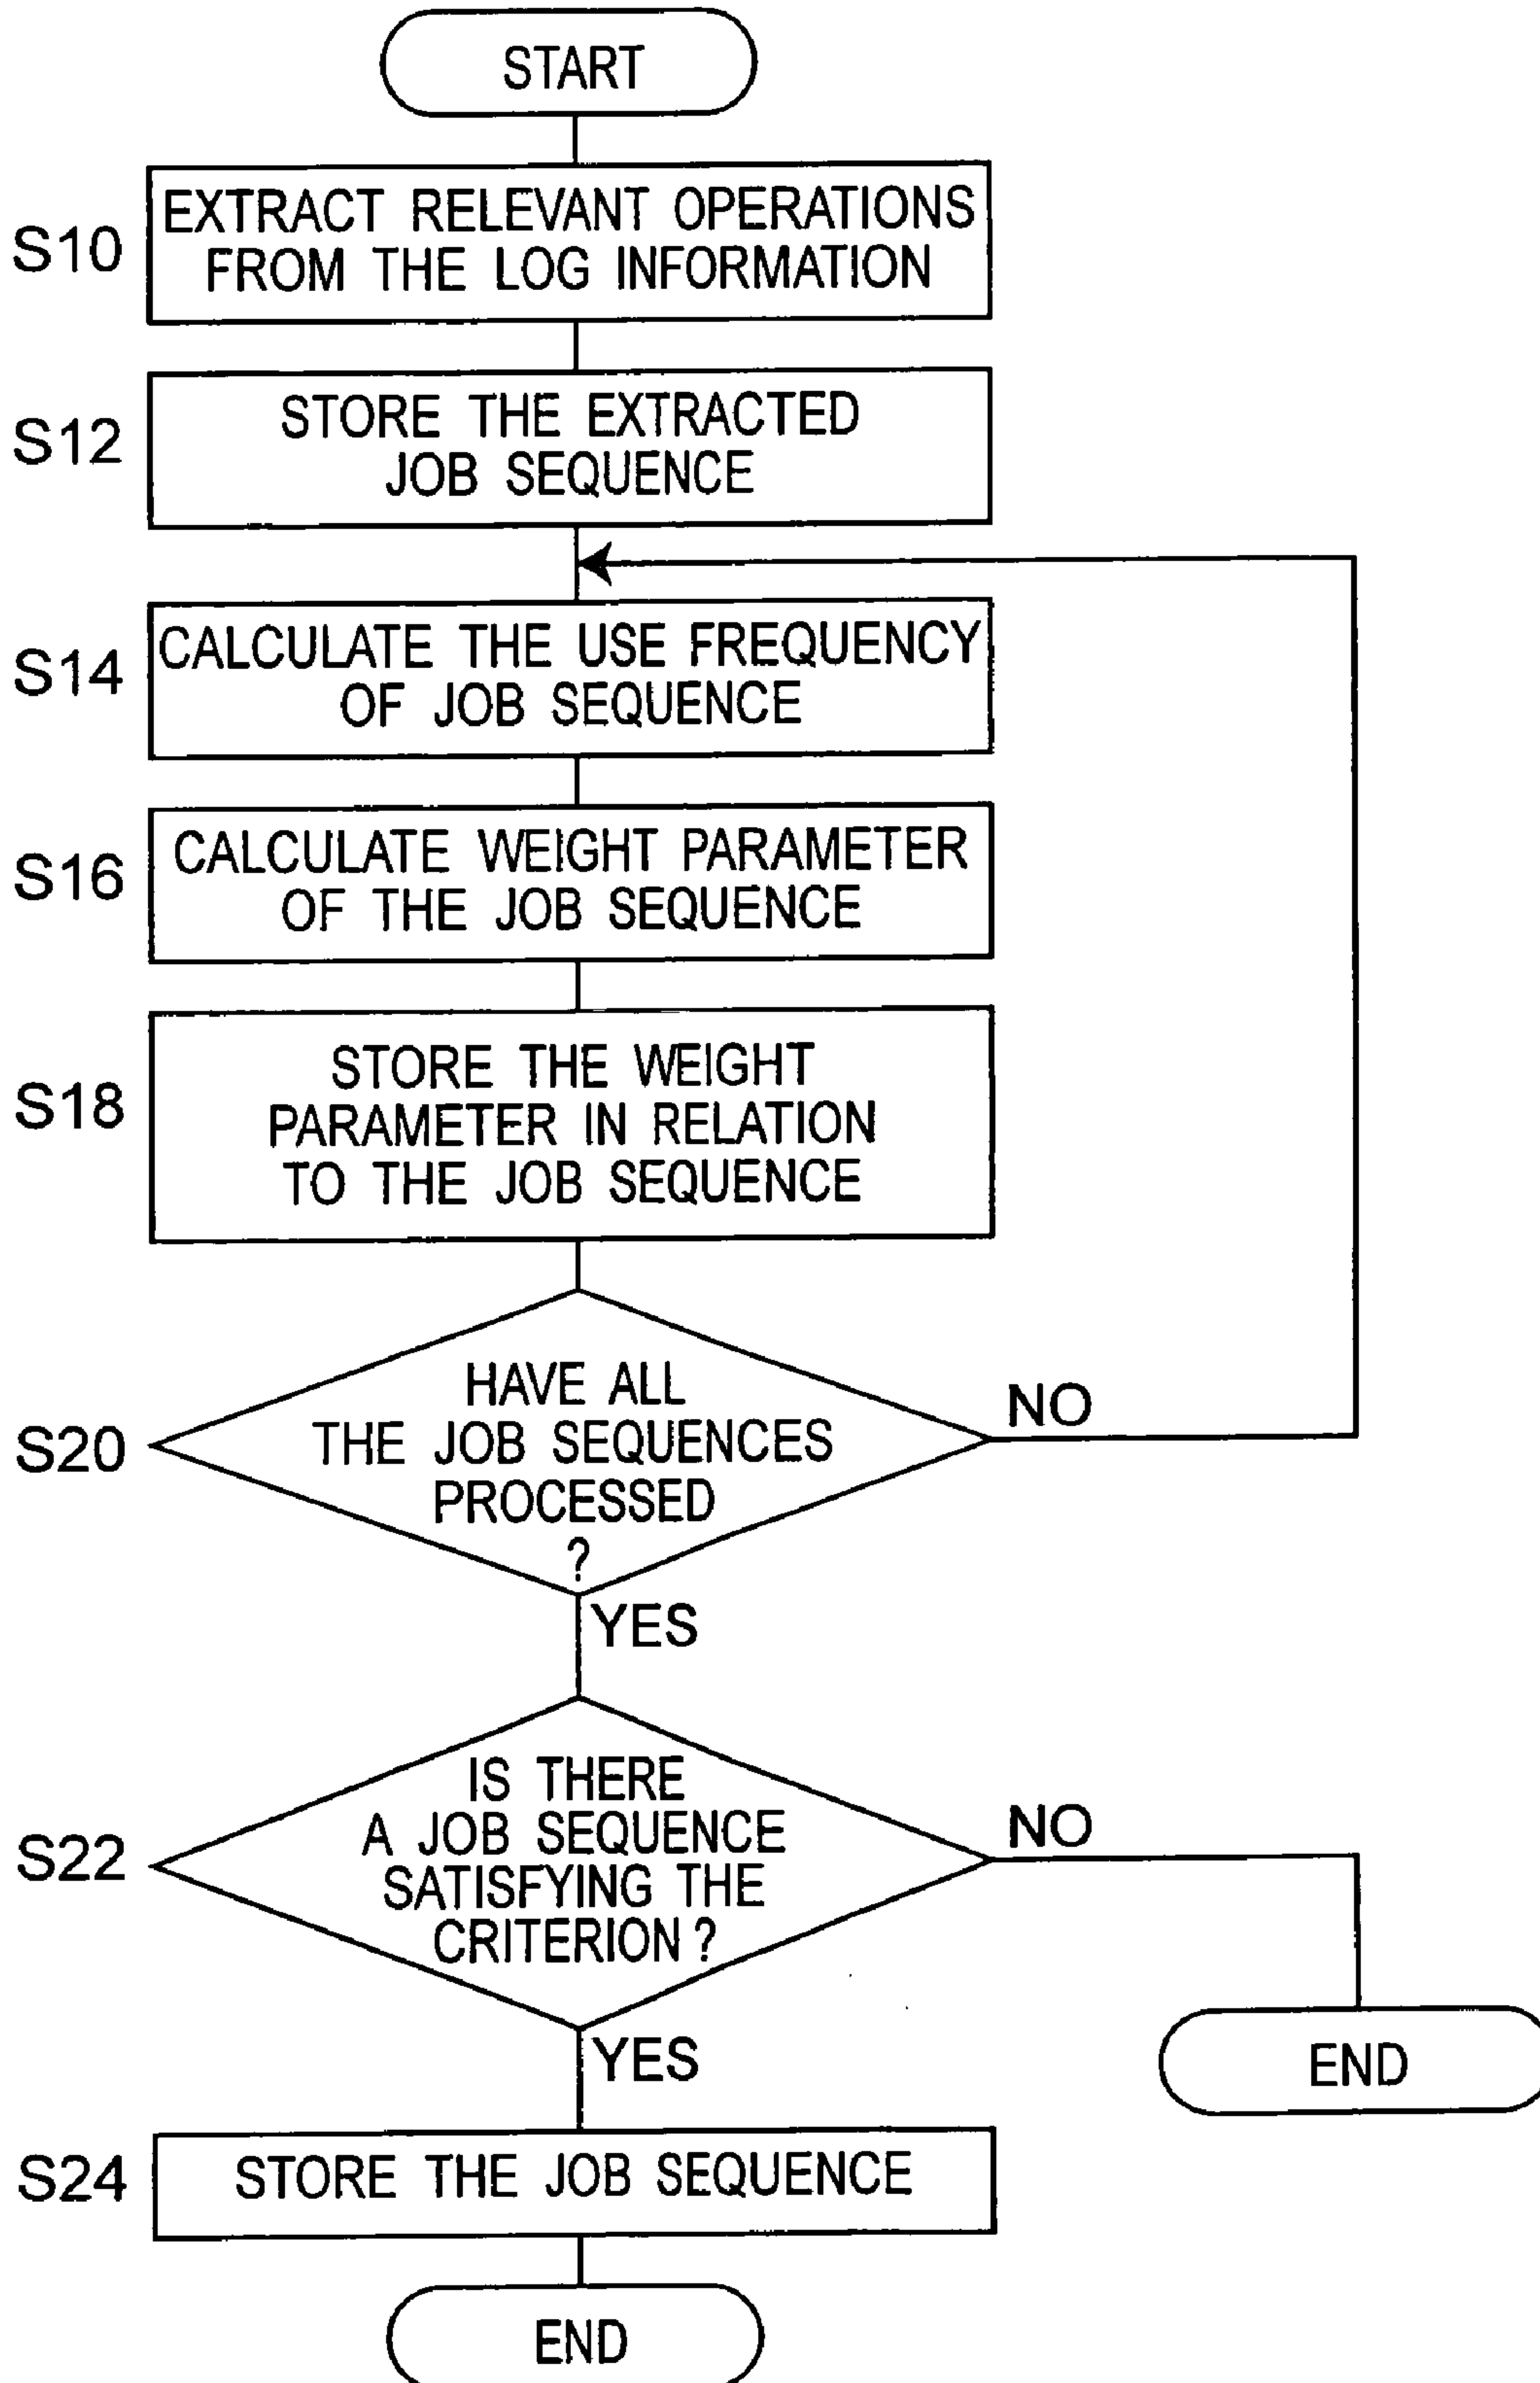 START
S10
EXTRACT RELEVANT OPERATIONS
FROM THE LOG INFORMATION
S12
STORE THE EXTRACTED
JOB SEQUENCE
S14
CALCULATE THE USE FREQUENCY
OF JOB SEQUENCE
S16
CALCULATE WEIGHT PARAMETER
OF THE JOB SEQUENCE
S18
STORE THE WEIGHT
PARAMETER IN RELATION
TO THE JOB SEQUENCE
S20
HAVE ALL
THE JOB SEQUENCES
PROCESSED
?
NO
YES
S22
IS THERE
A JOB SEQUENCE
SATISFYING THE
CRITERION ?
NO
END
YES
S24
STORE THE JOB SEQUENCE
END